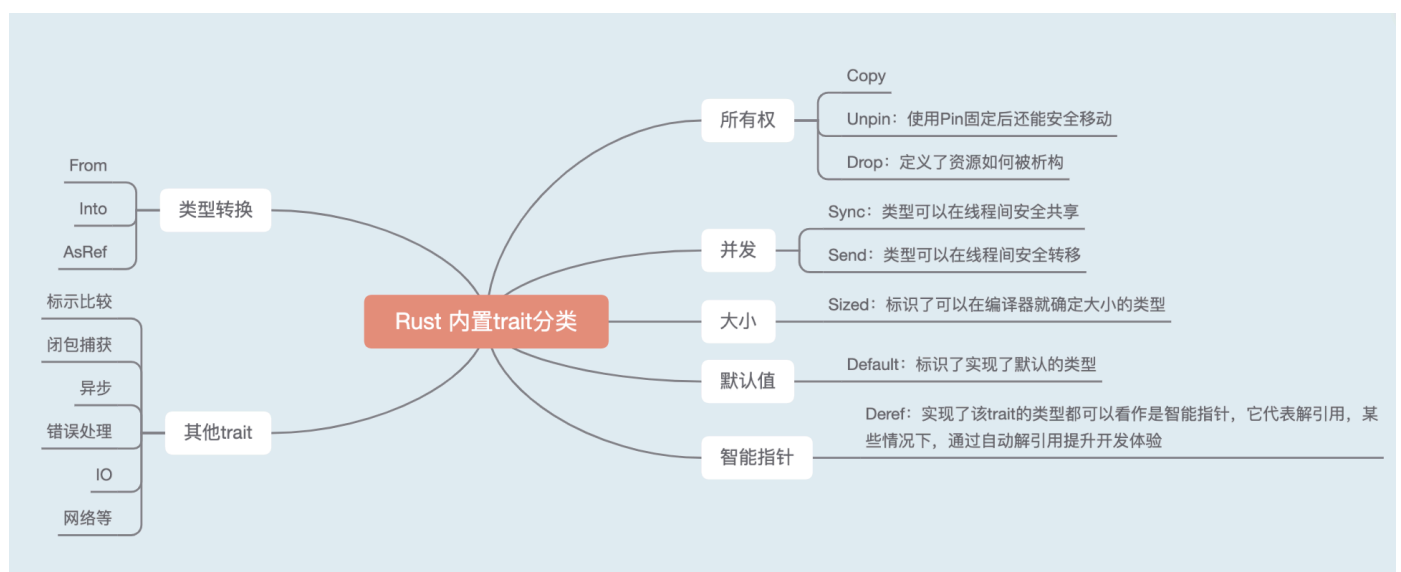 Rust 内置trait分类
所有权
Copy
Unpin：使用Pin固定后还能安全移动
Drop：定义了资源如何被析构
并发
Sync：类型可以在线程间安全共享
Send：类型可以在线程间安全转移
大小
Sized：标识了可以在编译器就确定大小的类型
默认值
Default：标识了实现了默认的类型
智能指针
Deref：实现了该trait的类型都可以看作是智能指针，它代表解引用，某
些情况下，通过自动解引用提升开发体验
类型转换
From
Into
AsRef
其他trait
标示比较
闭包捕获
异步
错误处理
IO
网络等